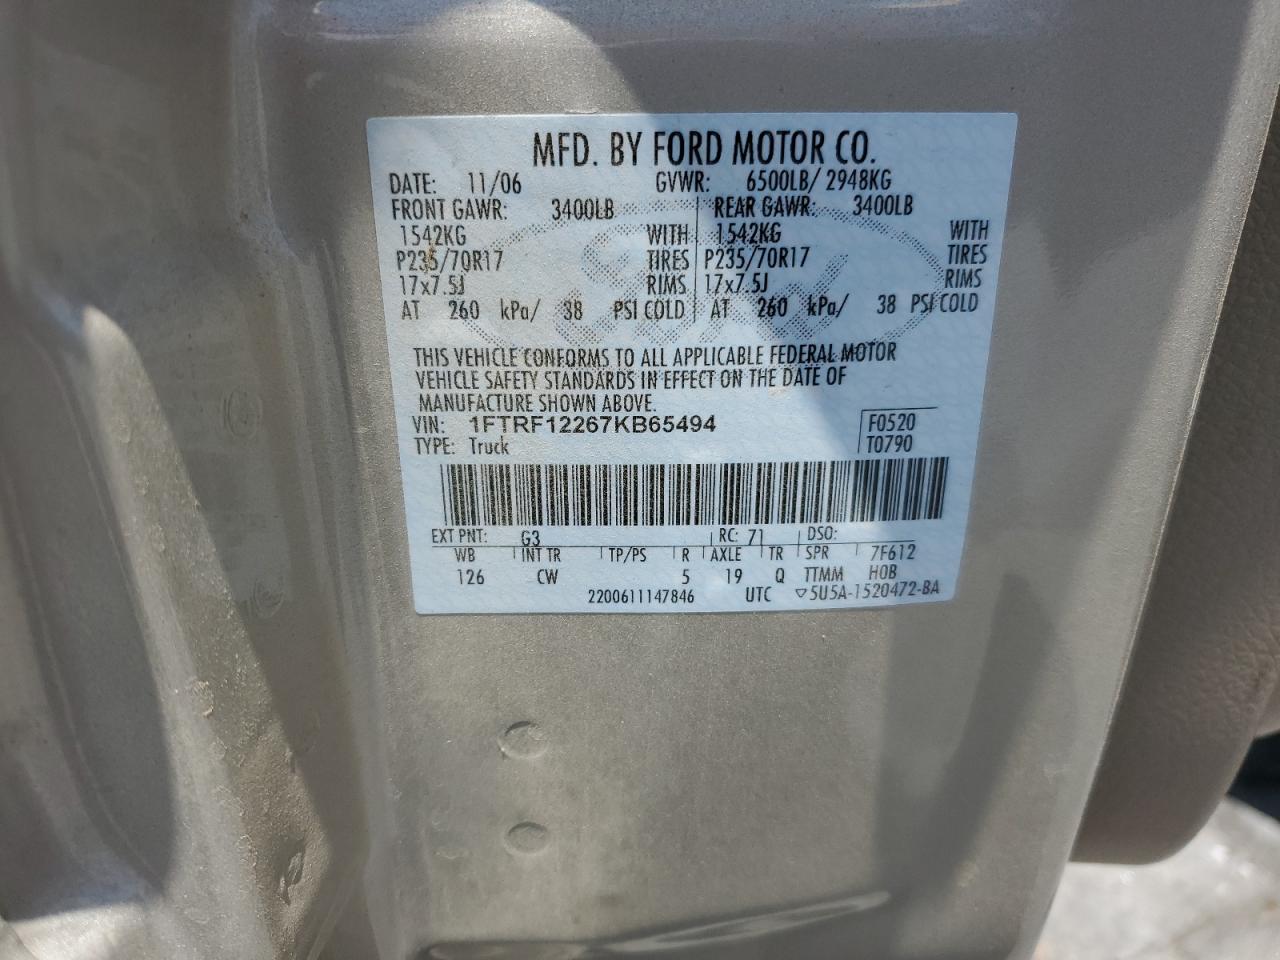 MFD. BY FORD MOTOR CO.
DATE: 11/06 GVWR: 6500LB/ 2948KG
FRONT GAWR: 3400LB REAR GAWR: 3400LB
1542KG WITH 1542KG WITH
P235/70R17 TIRES P235/70R17 TIRES
17x7.5J RIMS 17x7.5J RIMS
AT 260 kPa/ 38 PSI COLD AT 260 kPa/ 38 PSI COLD
THIS VEHICLE CONFORMS TO ALL APPLICABLE FEDERAL MOTOR
VEHICLE SAFETY STANDARDS IN EFFECT ON THE DATE OF
MANUFACTURE SHOWN ABOVE.
VIN: 1FTRF12267KB65494 F0520
TYPE: Truck T0790
EXT PNT: G3 RC: 71 DSO:
WB INT TR TP/PS R AXLE TR SPR 7F612
126 CW 5 19 Q TTMM HOB
2200611147846 UTC ▽5U5A-1520472-BA